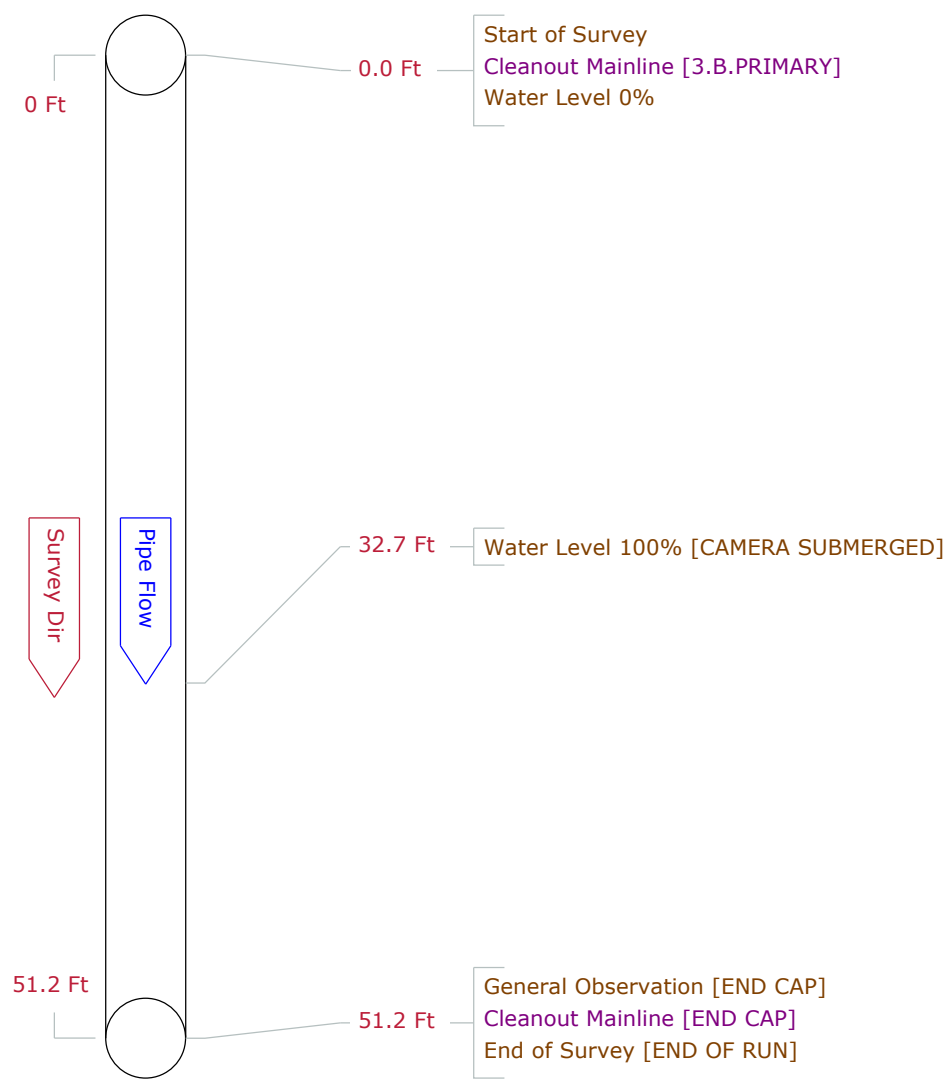 Start of Survey
Cleanout Mainline [3.B.PRIMARY]
Water Level 0%
0.0 Ft
0 Ft
Survey Dir
Pipe Flow
32.7 Ft
Water Level 100% [CAMERA SUBMERGED]
51.2 Ft
51.2 Ft
General Observation [END CAP]
Cleanout Mainline [END CAP]
End of Survey [END OF RUN]